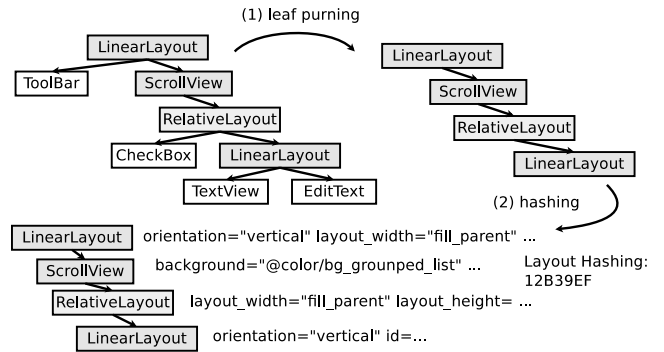 (1) leaf purning
LinearLayout
ToolBar
ScrollView
RelativeLayout
CheckBox
LinearLayout
TextView
EditText
LinearLayout
ScrollView
RelativeLayout
LinearLayout
(2) hashing
LinearLayout orientation="vertical" layout_width="fill_parent" ...
ScrollView background="@color/bg_grounped_list" ...
RelativeLayout layout_width="fill_parent" layout_height= ...
LinearLayout orientation="vertical" id=...
Layout Hashing:
12B39EF